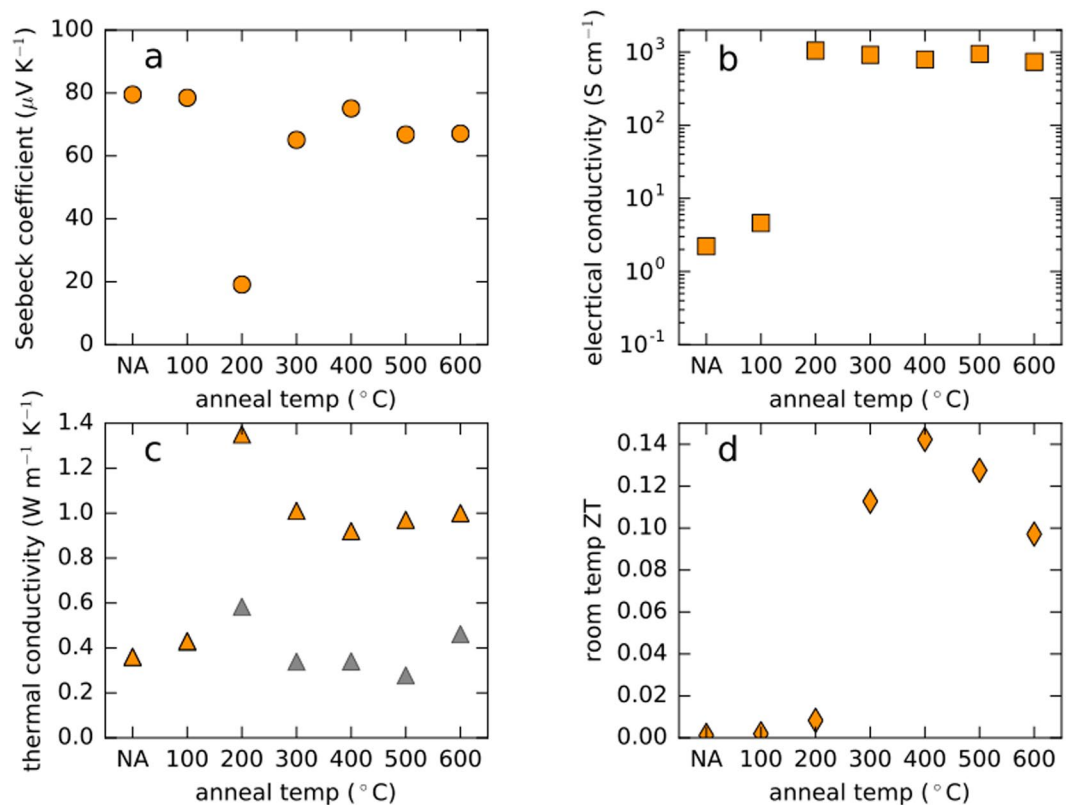 a
Seebeck coefficient (μV K⁻¹)
100
80
60
40
20
0
NA 100 200 300 400 500 600
anneal temp (°C)
b
elecrtical conductivity (S cm⁻¹)
10³
10²
10¹
10⁰
10⁻¹
NA 100 200 300 400 500 600
anneal temp (°C)
c
thermal conductivity (W m⁻¹ K⁻¹)
1.4
1.2
1.0
0.8
0.6
0.4
0.2
0.0
NA 100 200 300 400 500 600
anneal temp (°C)
d
room temp ZT
0.14
0.12
0.10
0.08
0.06
0.04
0.02
0.00
NA 100 200 300 400 500 600
anneal temp (°C)